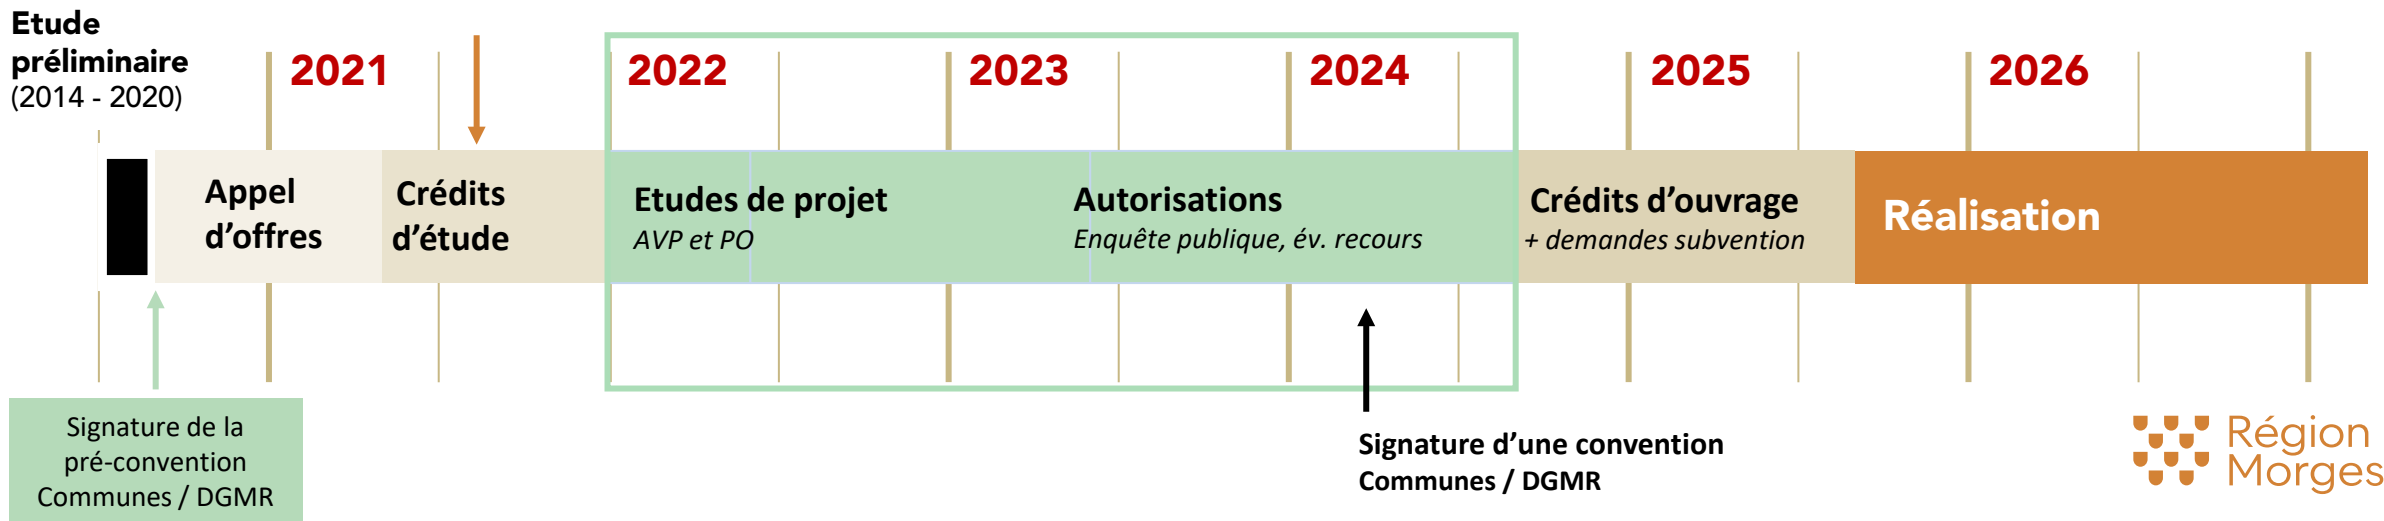 Etude
préliminaire
(2014 - 2020)
2021
2022
2023
2024
2025
2026
Appel
d’offres
Crédits
d’étude
Etudes de projet
AVP et PO
Autorisations
Enquête publique, év. recours
Crédits d’ouvrage
+ demandes subvention
Réalisation
Signature de la
pré-convention
Communes / DGMR
Signature d’une convention
Communes / DGMR
Région
Morges